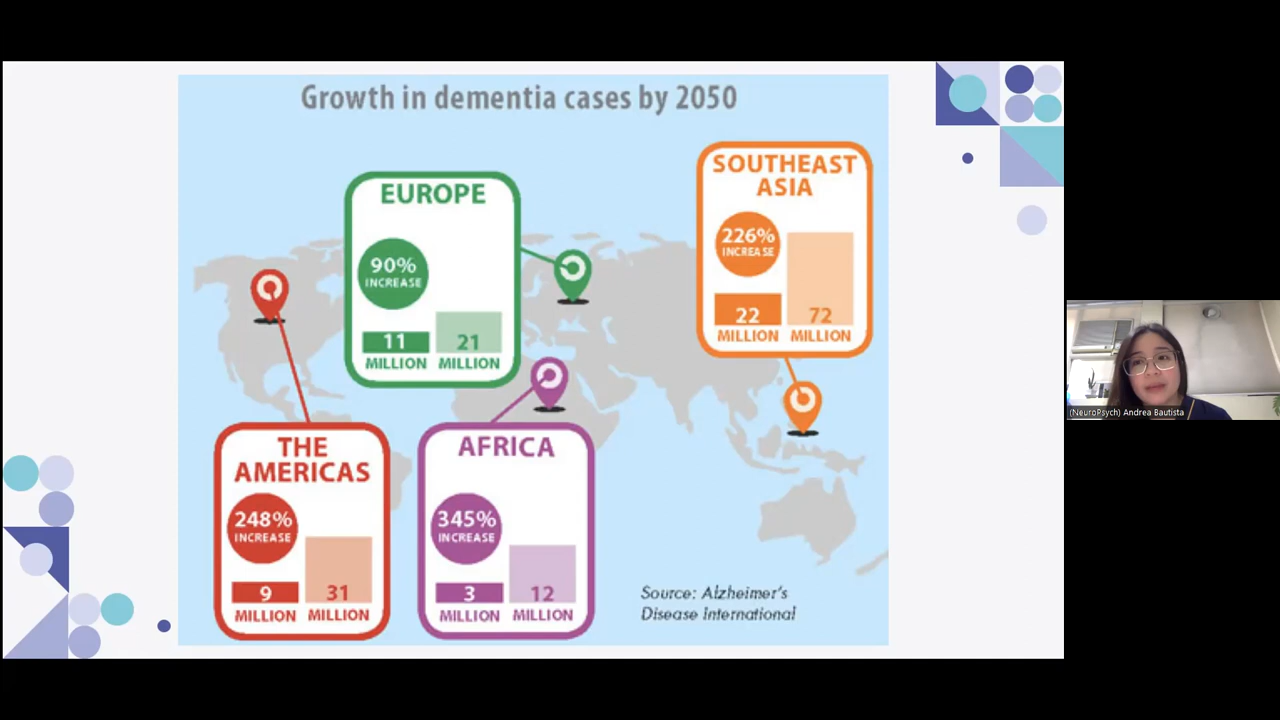 Growth in dementia cases by 2050
EUROPE
90%
INCREASE
11
MILLION
21
MILLION
SOUTHEAST
ASIA
226%
INCREASE
22
MILLION
72
MILLION
THE
AMERICAS
248%
INCREASE
9
MILLION
31
MILLION
AFRICA
345%
INCREASE
3
MILLION
12
MILLION
Source: Alzheimer's
Disease International
(NeuroPsych) Andrea Bautista